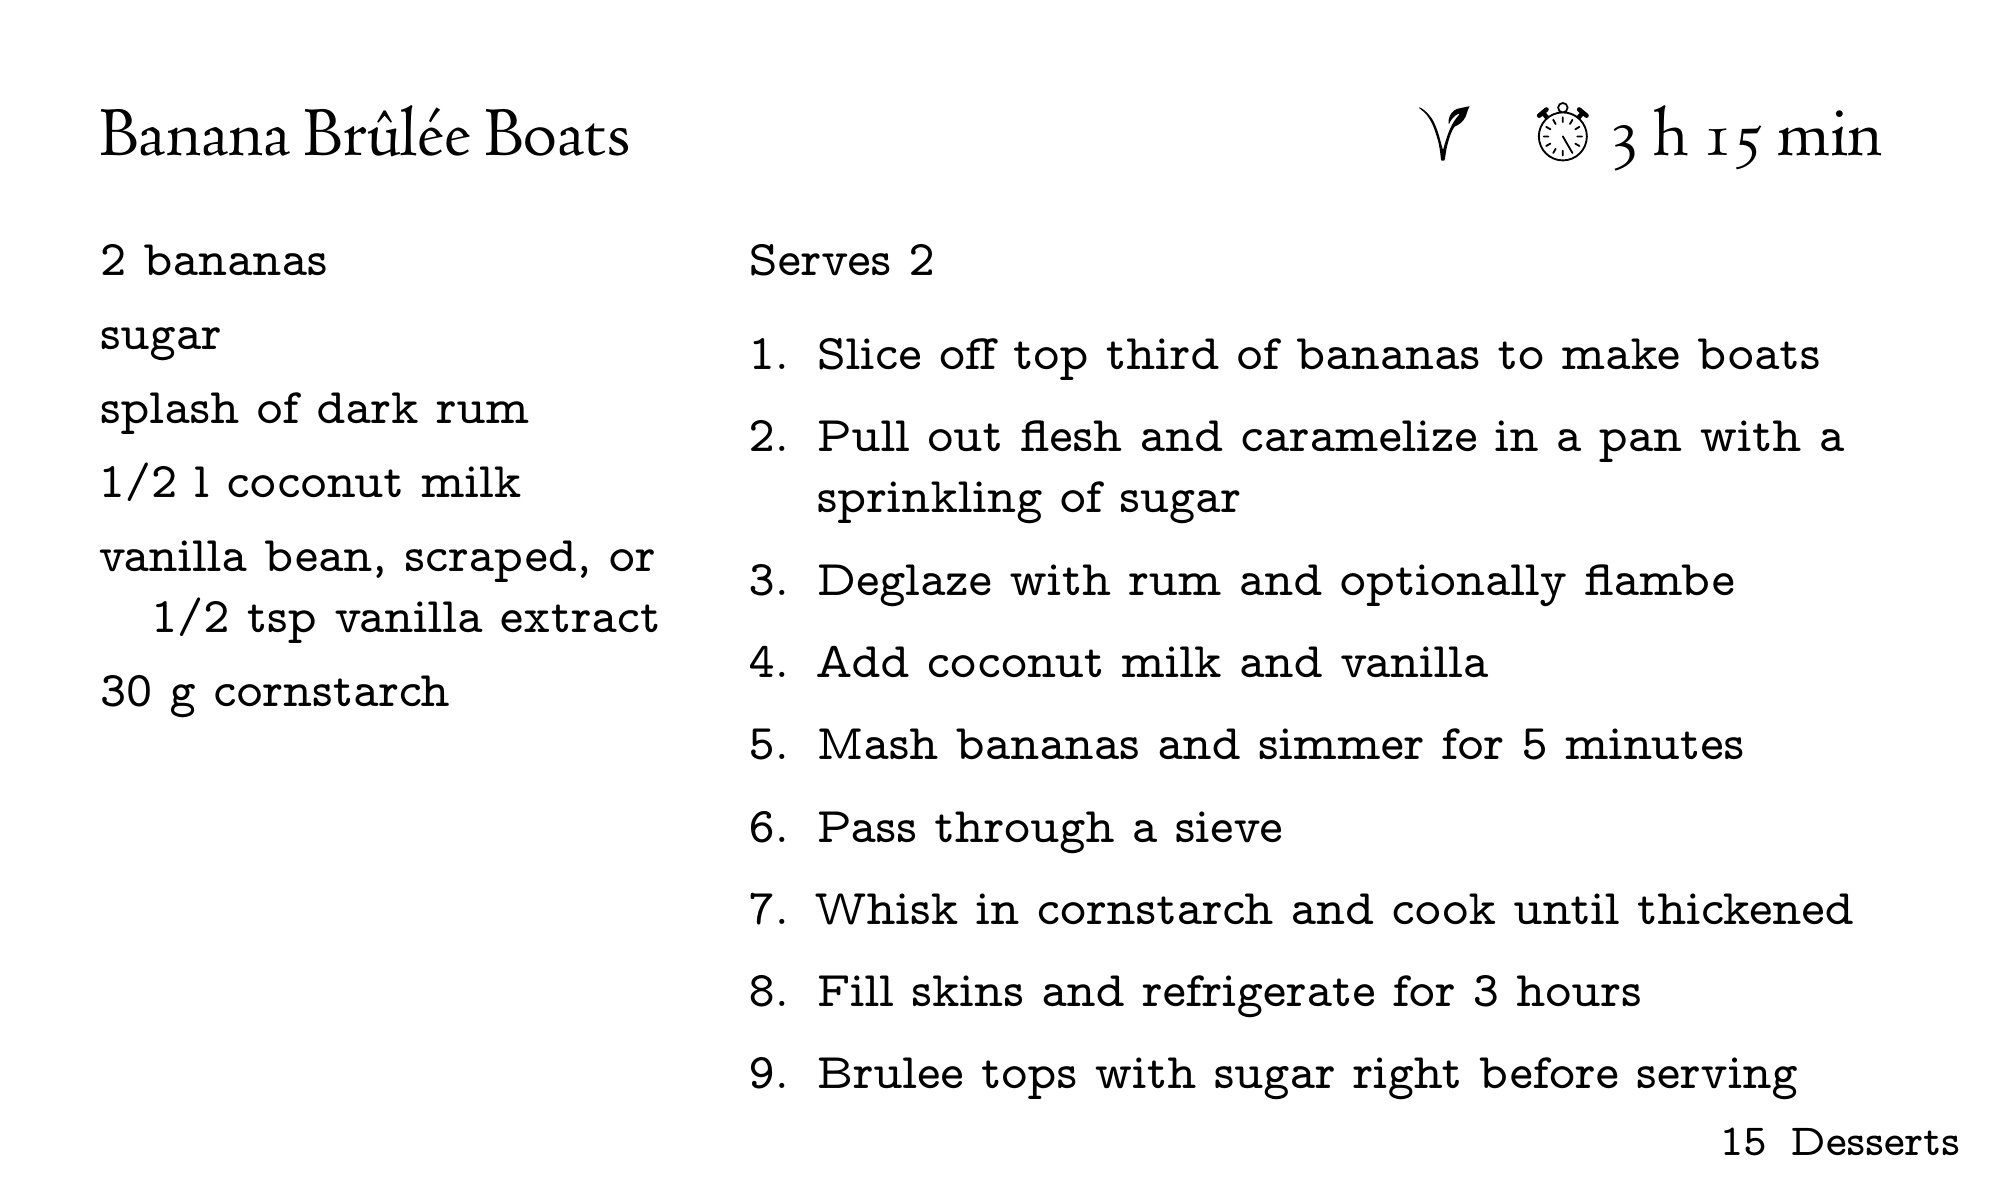 Banana Brûlée Boats
3 h 15 min
2 bananas
sugar
splash of dark rum
1/2 l coconut milk
vanilla bean, scraped, or
1/2 tsp vanilla extract
30 g cornstarch
Serves 2
1. Slice off top third of bananas to make boats
2. Pull out flesh and caramelize in a pan with a
sprinkling of sugar
3. Deglaze with rum and optionally flambe
4. Add coconut milk and vanilla
5. Mash bananas and simmer for 5 minutes
6. Pass through a sieve
7. Whisk in cornstarch and cook until thickened
8. Fill skins and refrigerate for 3 hours
9. Brulee tops with sugar right before serving
15 Desserts